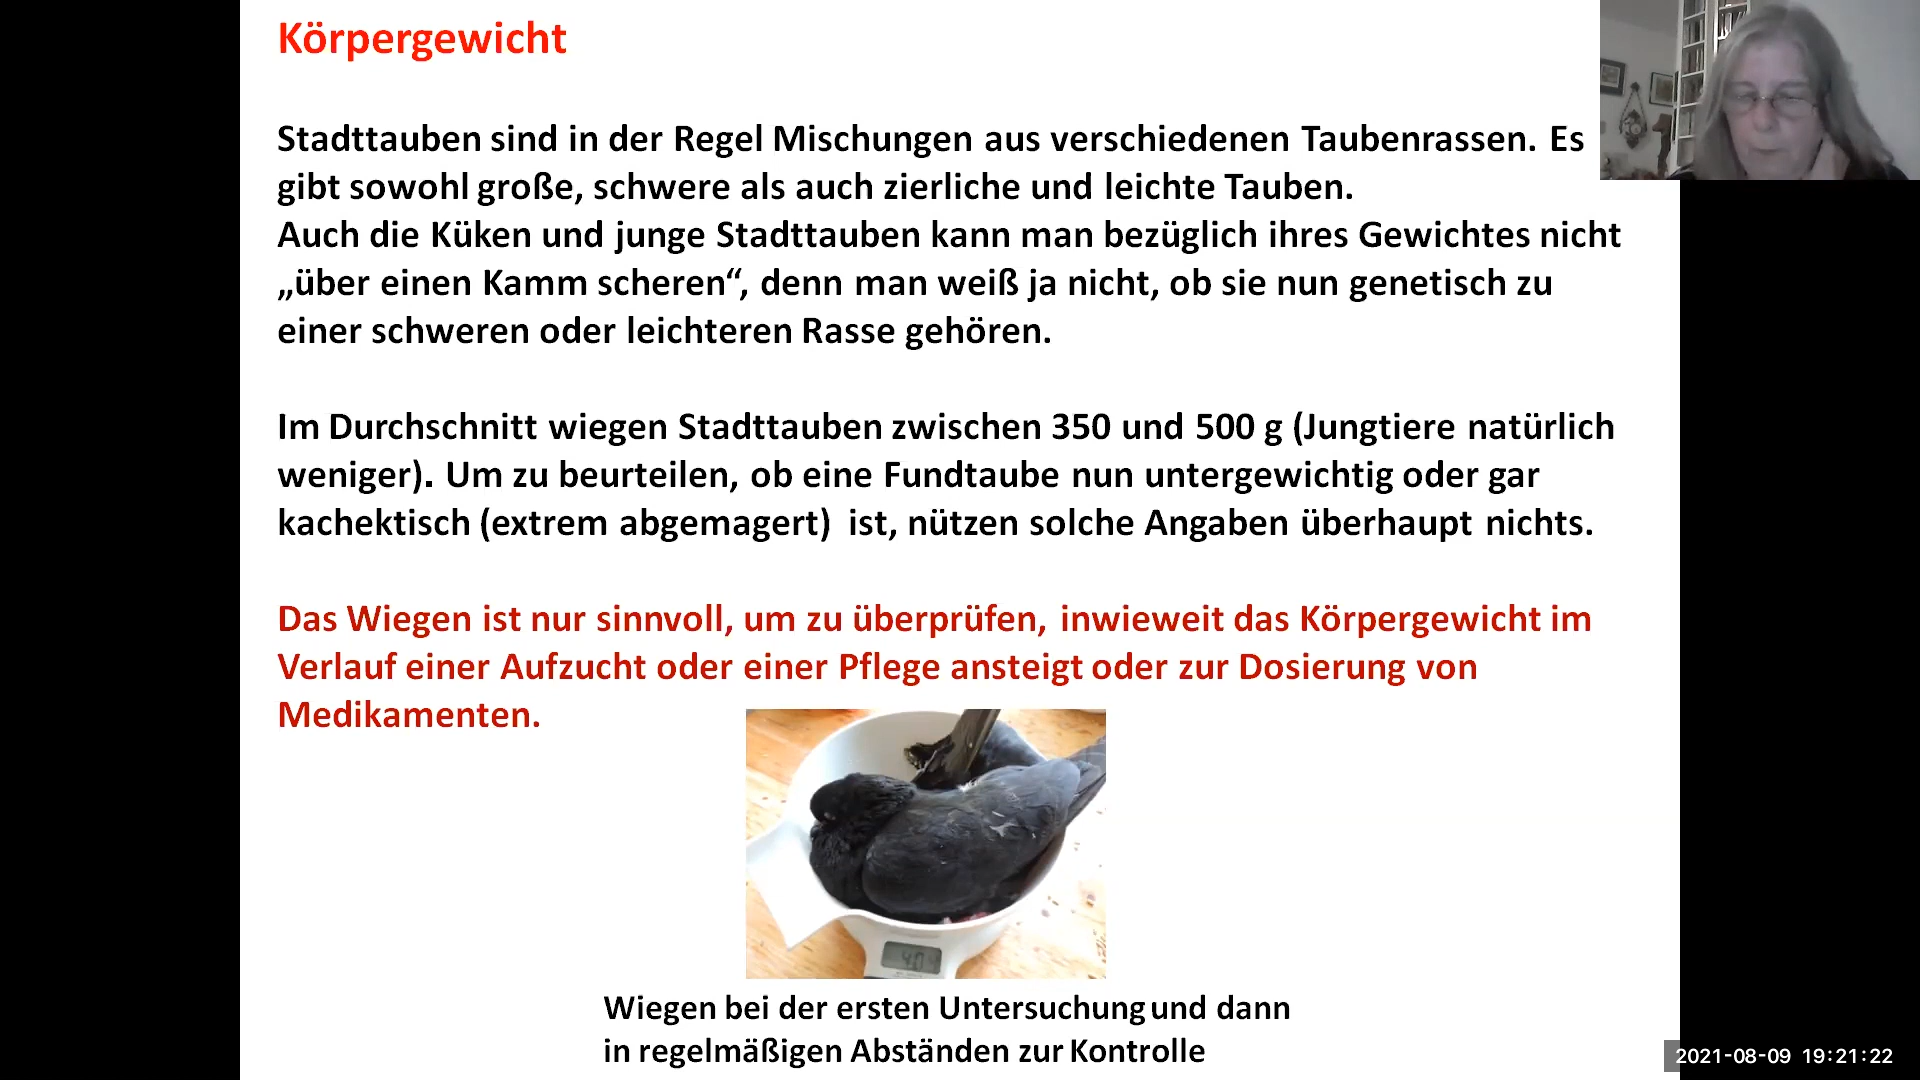 Körpergewicht
Stadttauben sind in der Regel Mischungen aus verschiedenen Taubenrassen. Es
gibt sowohl große, schwere als auch zierliche und leichte Tauben.
Auch die Küken und junge Stadttauben kann man bezüglich ihres Gewichtes nicht
„über einen Kamm scheren“, denn man weiß ja nicht, ob sie nun genetisch zu
einer schweren oder leichteren Rasse gehören.
Im Durchschnitt wiegen Stadttauben zwischen 350 und 500 g (Jungtiere natürlich
weniger). Um zu beurteilen, ob eine Fundtaube nun untergewichtig oder gar
kachektisch (extrem abgemagert) ist, nützen solche Angaben überhaupt nichts.
Das Wiegen ist nur sinnvoll, um zu überprüfen, inwieweit das Körpergewicht im
Verlauf einer Aufzucht oder einer Pflege ansteigt oder zur Dosierung von
Medikamenten.
Wiegen bei der ersten Untersuchung und dann
in regelmäßigen Abständen zur Kontrolle
2021-08-09 19:21:22